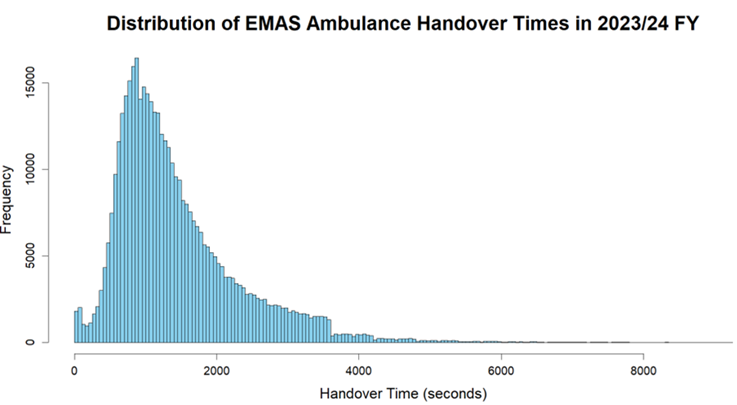 Distribution of EMAS Ambulance Handover Times in 2023/24 FY
Frequency
15000
10000
5000
0
0 2000 4000 6000 8000
Handover Time (seconds)